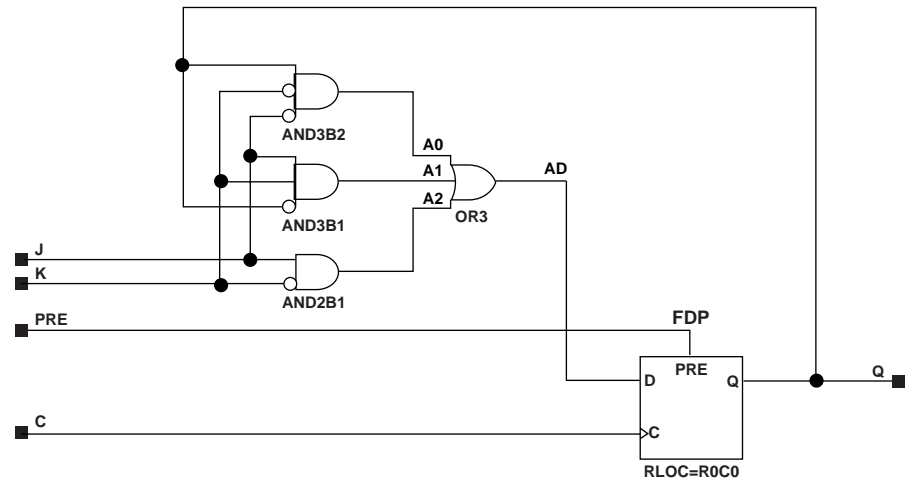 AND3B2
A0
A1
AD
A2
AND3B1
OR3
J
K
AND2B1
PRE
FDP
PRE
D
Q
Q
C
C
RLOC=R0C0